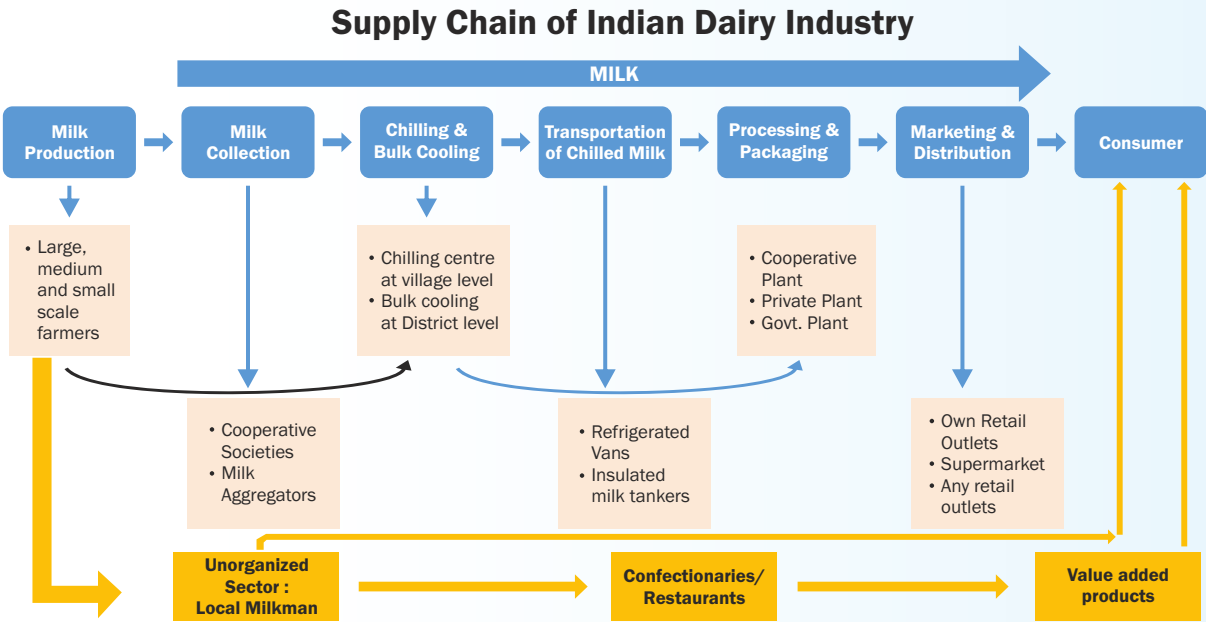 Supply Chain of Indian Dairy Industry
MILK
Milk
Production
Milk
Collection
Chilling &
Bulk Cooling
Transportation
of Chilled Milk
Processing &
Packaging
Marketing &
Distribution
Consumer
• Large,
medium
and small
scale
farmers
• Chilling centre
at village level
• Bulk cooling
at District level
• Cooperative
Plant
• Private Plant
• Govt. Plant
• Cooperative
Societies
• Milk
Aggregators
• Refrigerated
Vans
• Insulated
milk tankers
• Own Retail
Outlets
• Supermarket
• Any retail
outlets
Unorganized
Sector :
Local Milkman
Confectionaries/
Restaurants
Value added
products